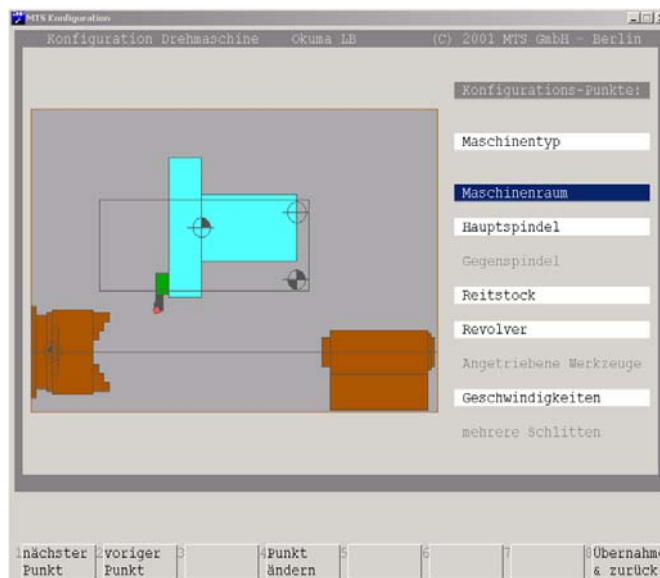 MTS Konfiguration
Konfiguration Drehmaschine Okuma LB (C) 2001 MTS GmbH - Berlin
Konfigurations-Punkte:
Maschinentyp
Maschinenraum
Hauptspindel
Gegenspindel
Reitstock
Revolver
Angetriebene Werkzeuge
Geschwindigkeiten
mehrere Schlitten
1 nächster Punkt
2 voriger Punkt
3
4 Punkt ändern
5
6
7
8 Übernahme & zurück